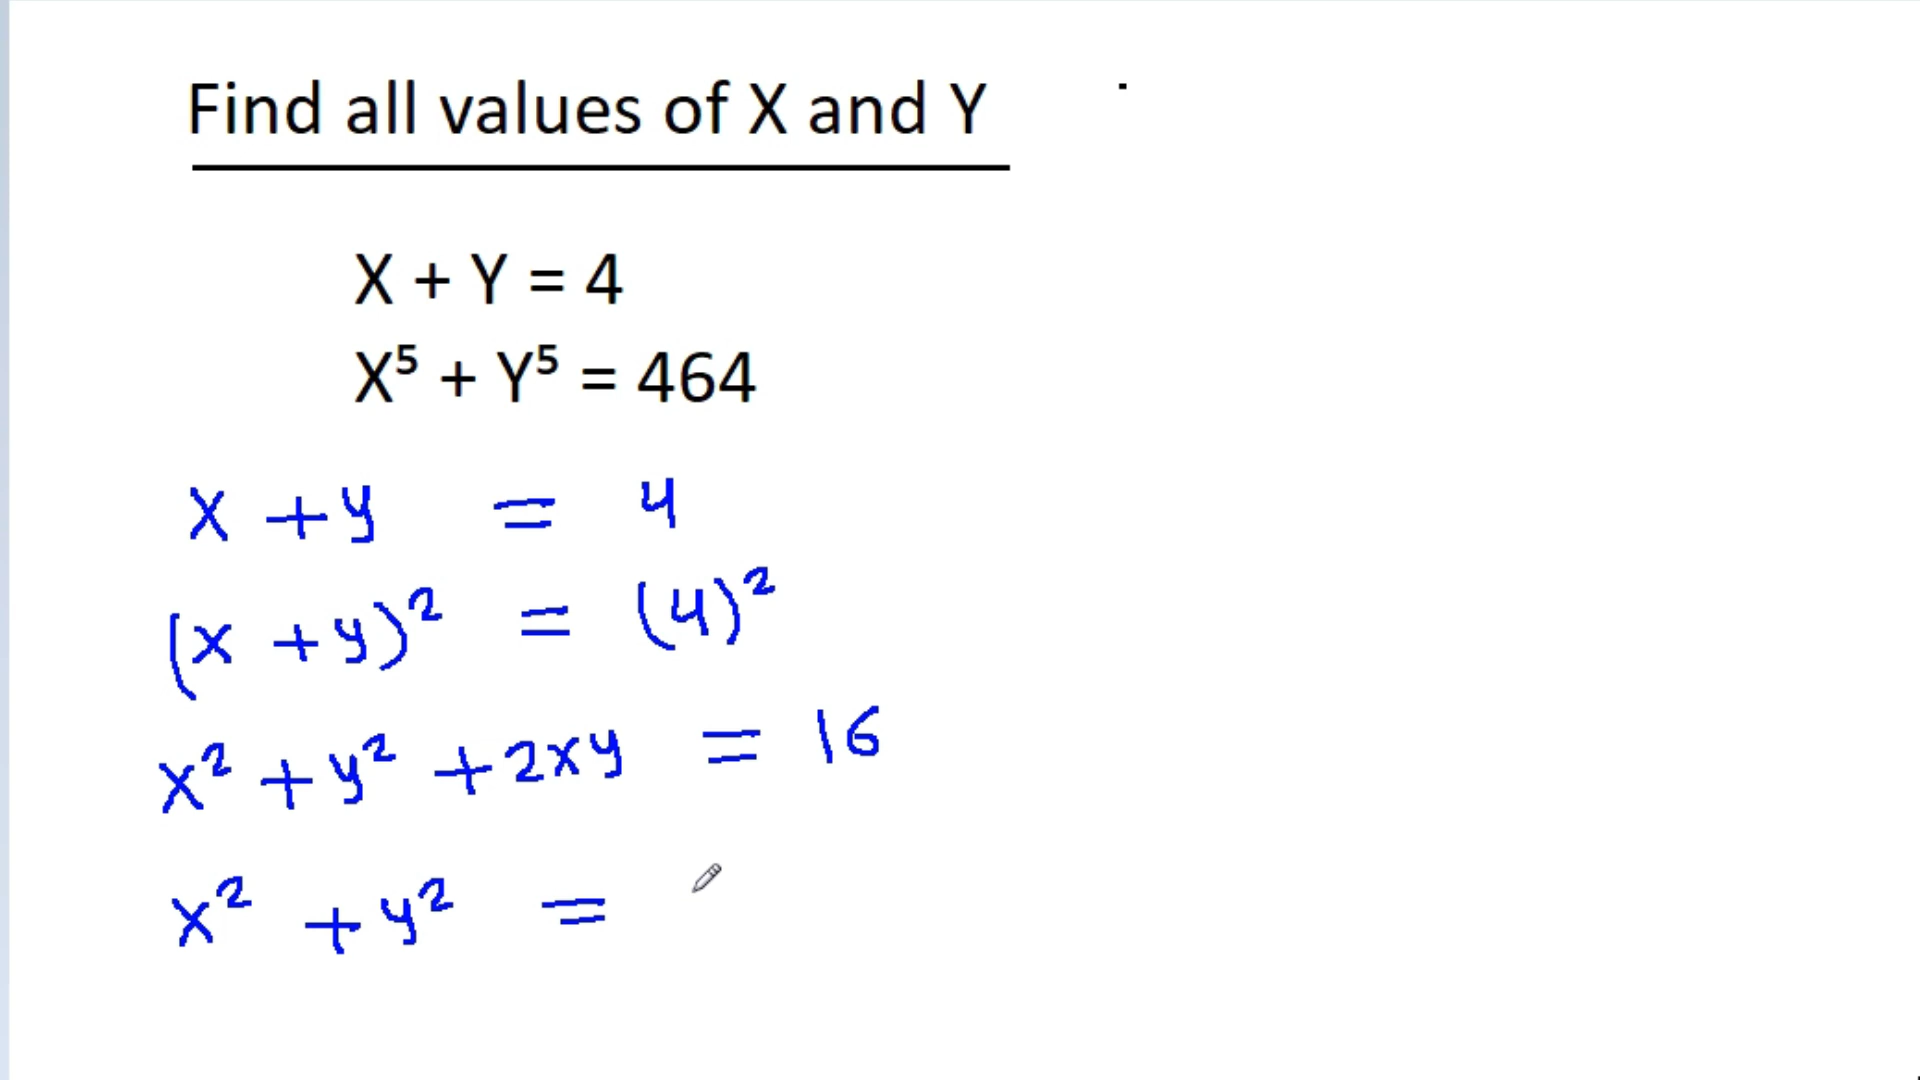 Find all values of X and Y
X + Y = 4
X⁵ + Y⁵ = 464
x + y = 4
(x + y)² = (4)²
x² + y² + 2xy = 16
x² + y² =